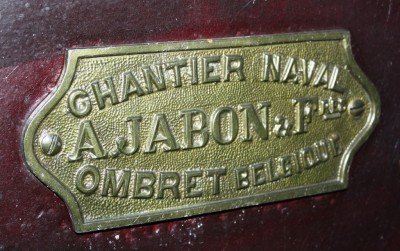 CHANTIER NAVAL
A. JABON & FILS
OMBRET BELGIQUE